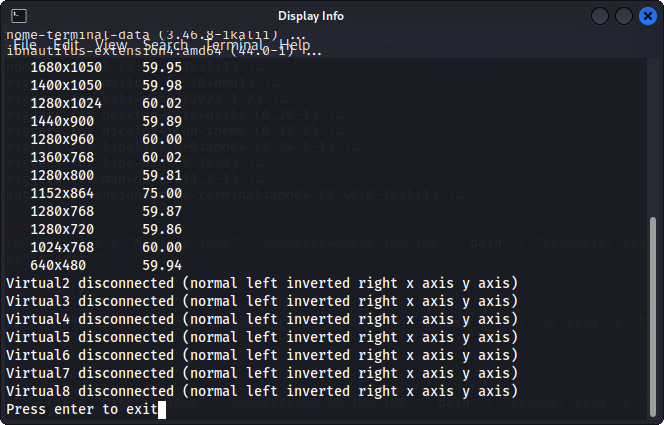 Display Info
nome-terminal-data (3.46.8-1kali1) ...
File Edit View Search Terminal Help
ibnautilus-extension4:amd64 (44.0-1) ...
1680x1050 59.95
1400x1050 59.98
1280x1024 60.02
1440x900 59.89
1280x960 60.00
1360x768 60.02
1280x800 59.81
1152x864 75.00
1280x768 59.87
1280x720 59.86
1024x768 60.00
640x480 59.94
Virtual2 disconnected (normal left inverted right x axis y axis)
Virtual3 disconnected (normal left inverted right x axis y axis)
Virtual4 disconnected (normal left inverted right x axis y axis)
Virtual5 disconnected (normal left inverted right x axis y axis)
Virtual6 disconnected (normal left inverted right x axis y axis)
Virtual7 disconnected (normal left inverted right x axis y axis)
Virtual8 disconnected (normal left inverted right x axis y axis)
Press enter to exit